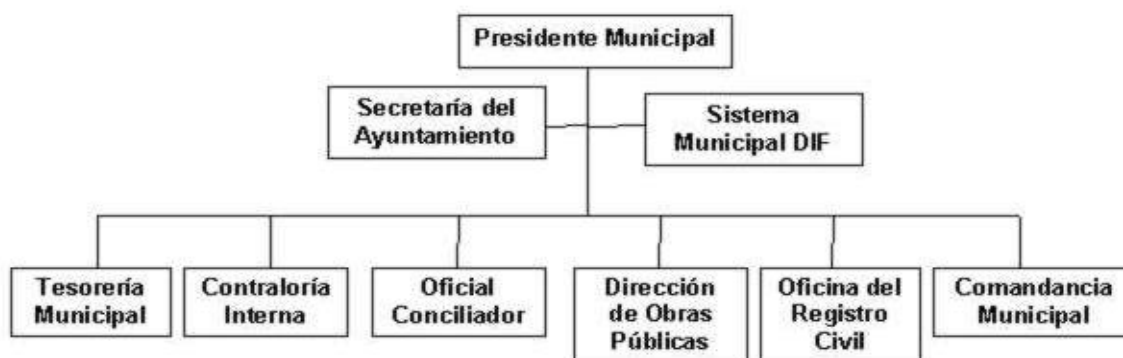 Presidente Municipal
Secretaría del
Ayuntamiento
Sistema
Municipal DIF
Tesorería
Municipal
Contraloría
Interna
Oficial
Conciliador
Dirección
de Obras
Públicas
Oficina del
Registro
Civil
Comandancia
Municipal